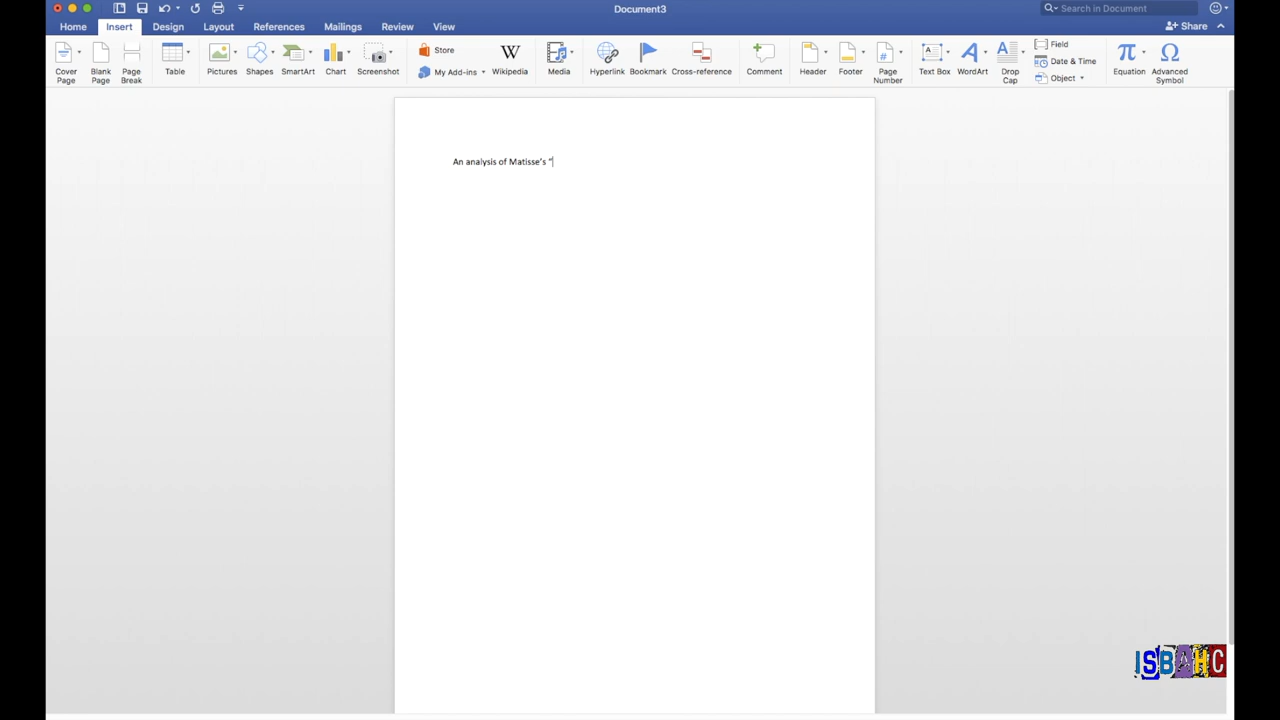 Document3
Search in Document
Home Insert Design Layout References Mailings Review View
Share
Cover Page
Blank Page
Page Break
Table
Pictures
Shapes
SmartArt
Chart
Screenshot
Store
My Add-ins
W
Wikipedia
Media
Hyperlink
Bookmark
Cross-reference
Comment
Header
Footer
#
Page Number
A
Text Box
A
WordArt
A
Drop Cap
Field
Date & Time
Object
π
Equation
Ω
Advanced Symbol
An analysis of Matisse’s “
ISBAHC